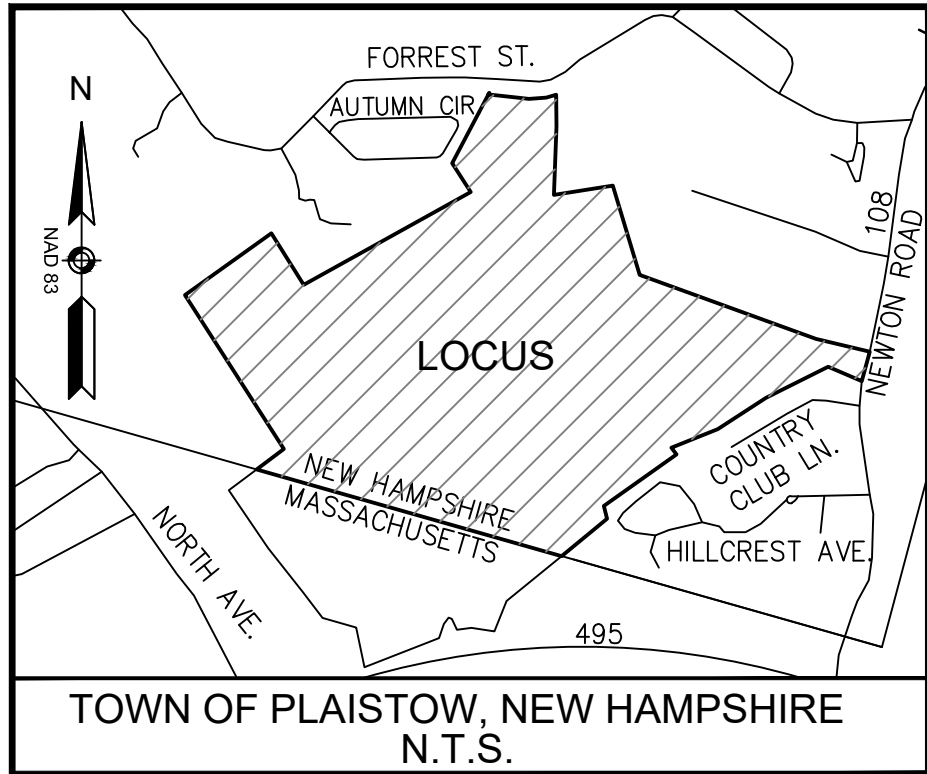 FORREST ST.
N
AUTUMN CIR
108
NAD 83
NEWTON ROAD
LOCUS
COUNTRY
CLUB LN.
NEW HAMPSHIRE
MASSACHUSETTS
NORTH AVE.
HILLCREST AVE.
495
TOWN OF PLAISTOW, NEW HAMPSHIRE
N.T.S.